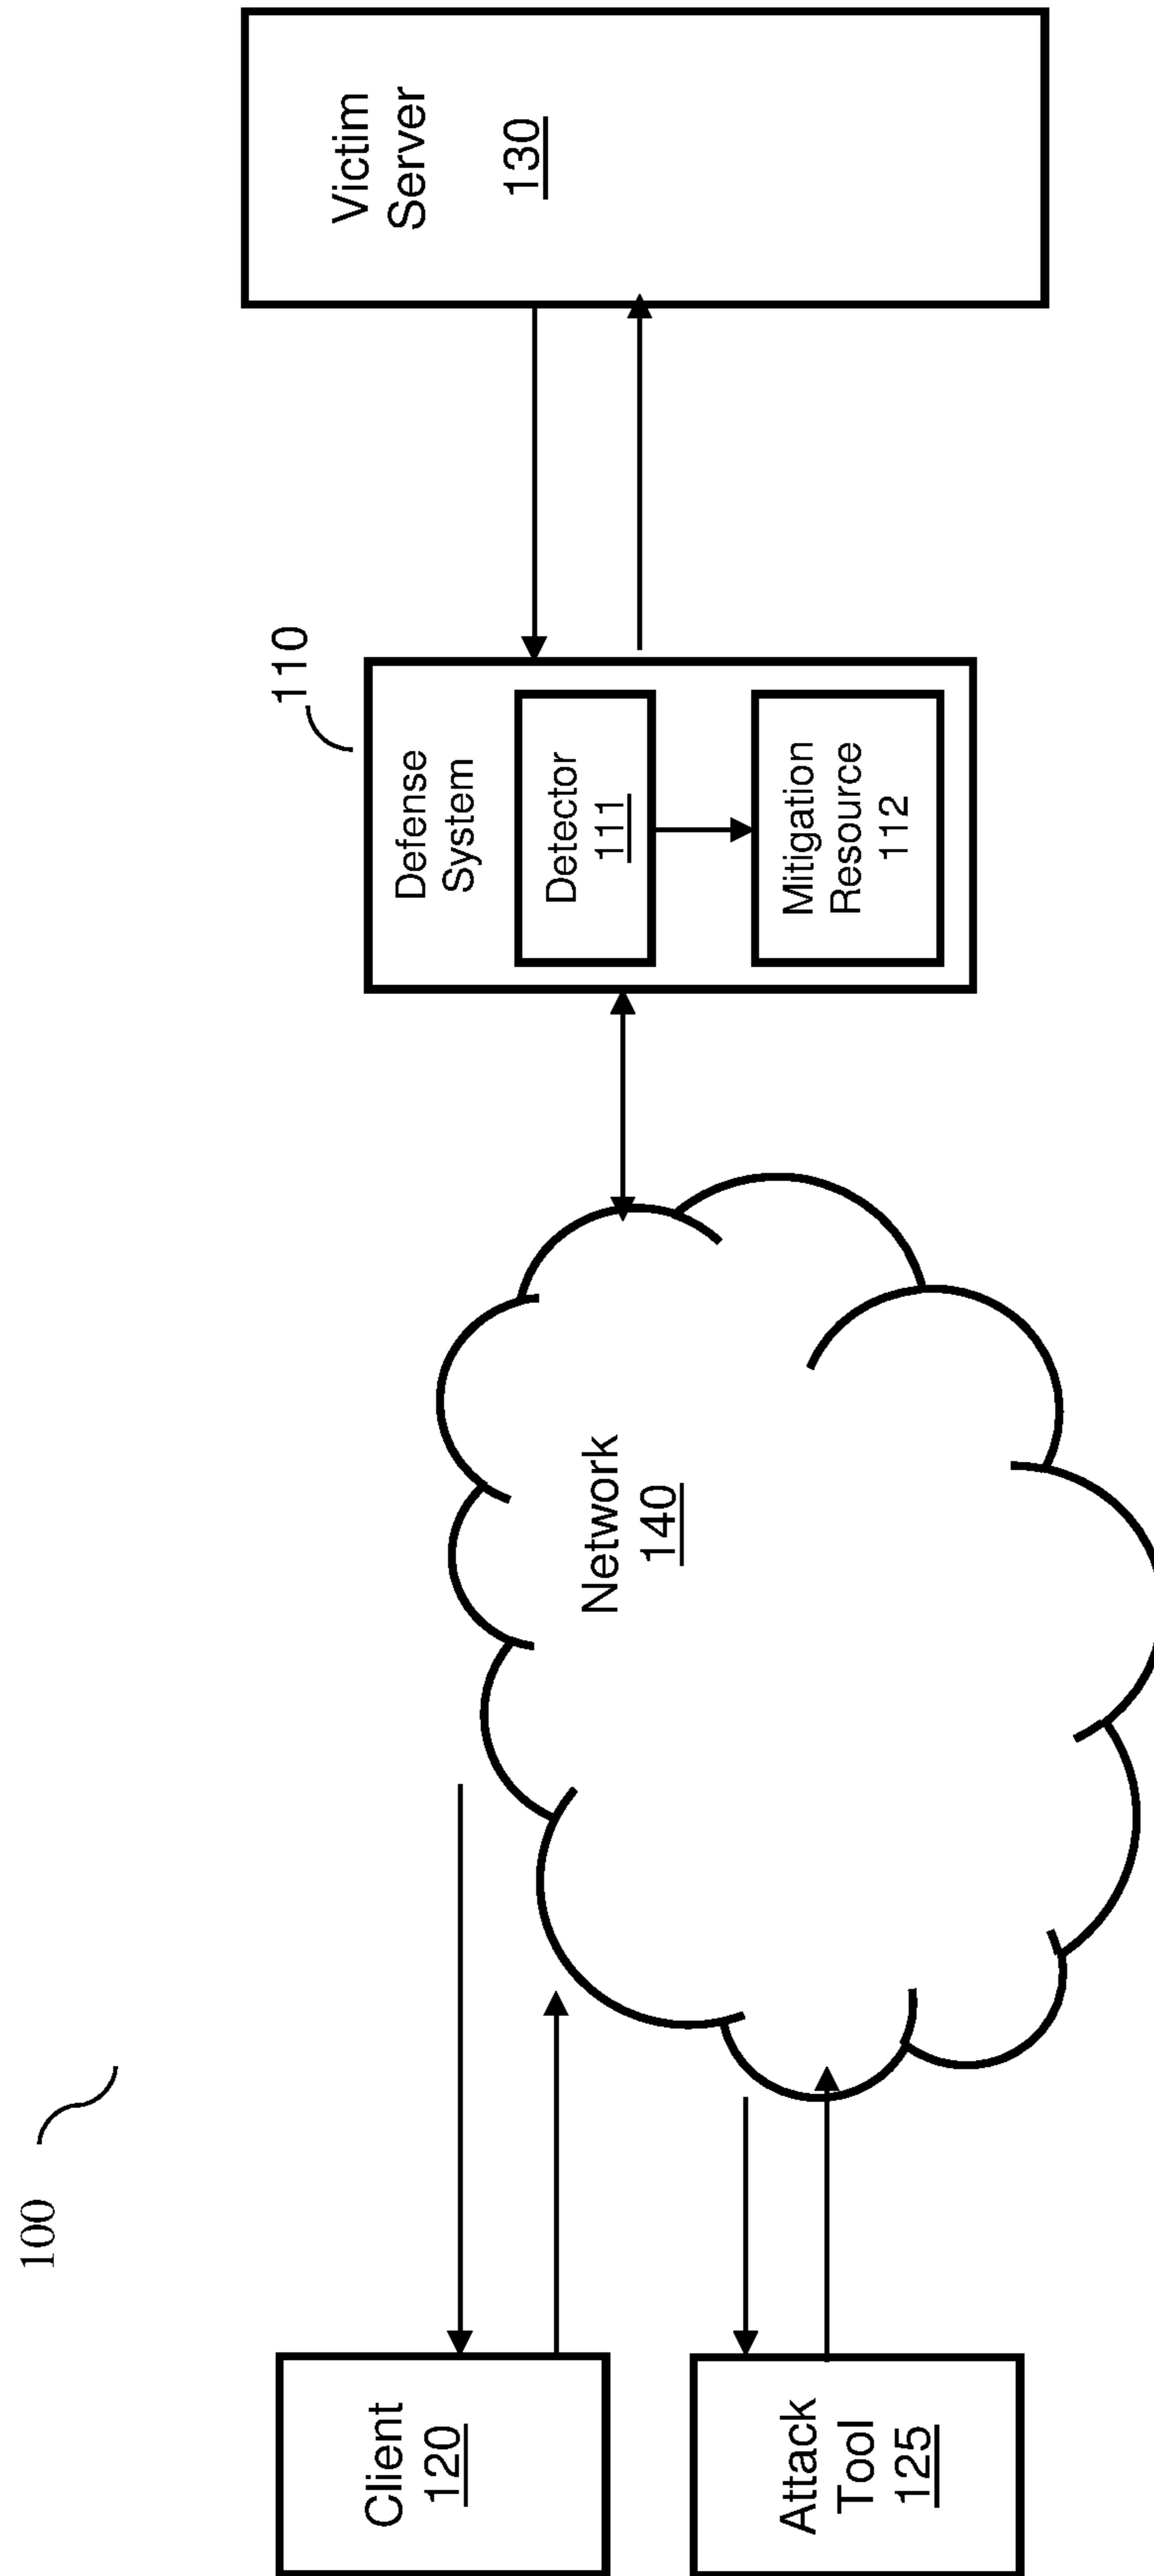 100
Client
120
Attack
Tool
125
Network
140
110
Defense
System
Detector
111
Mitigation
Resource
112
Victim
Server
130